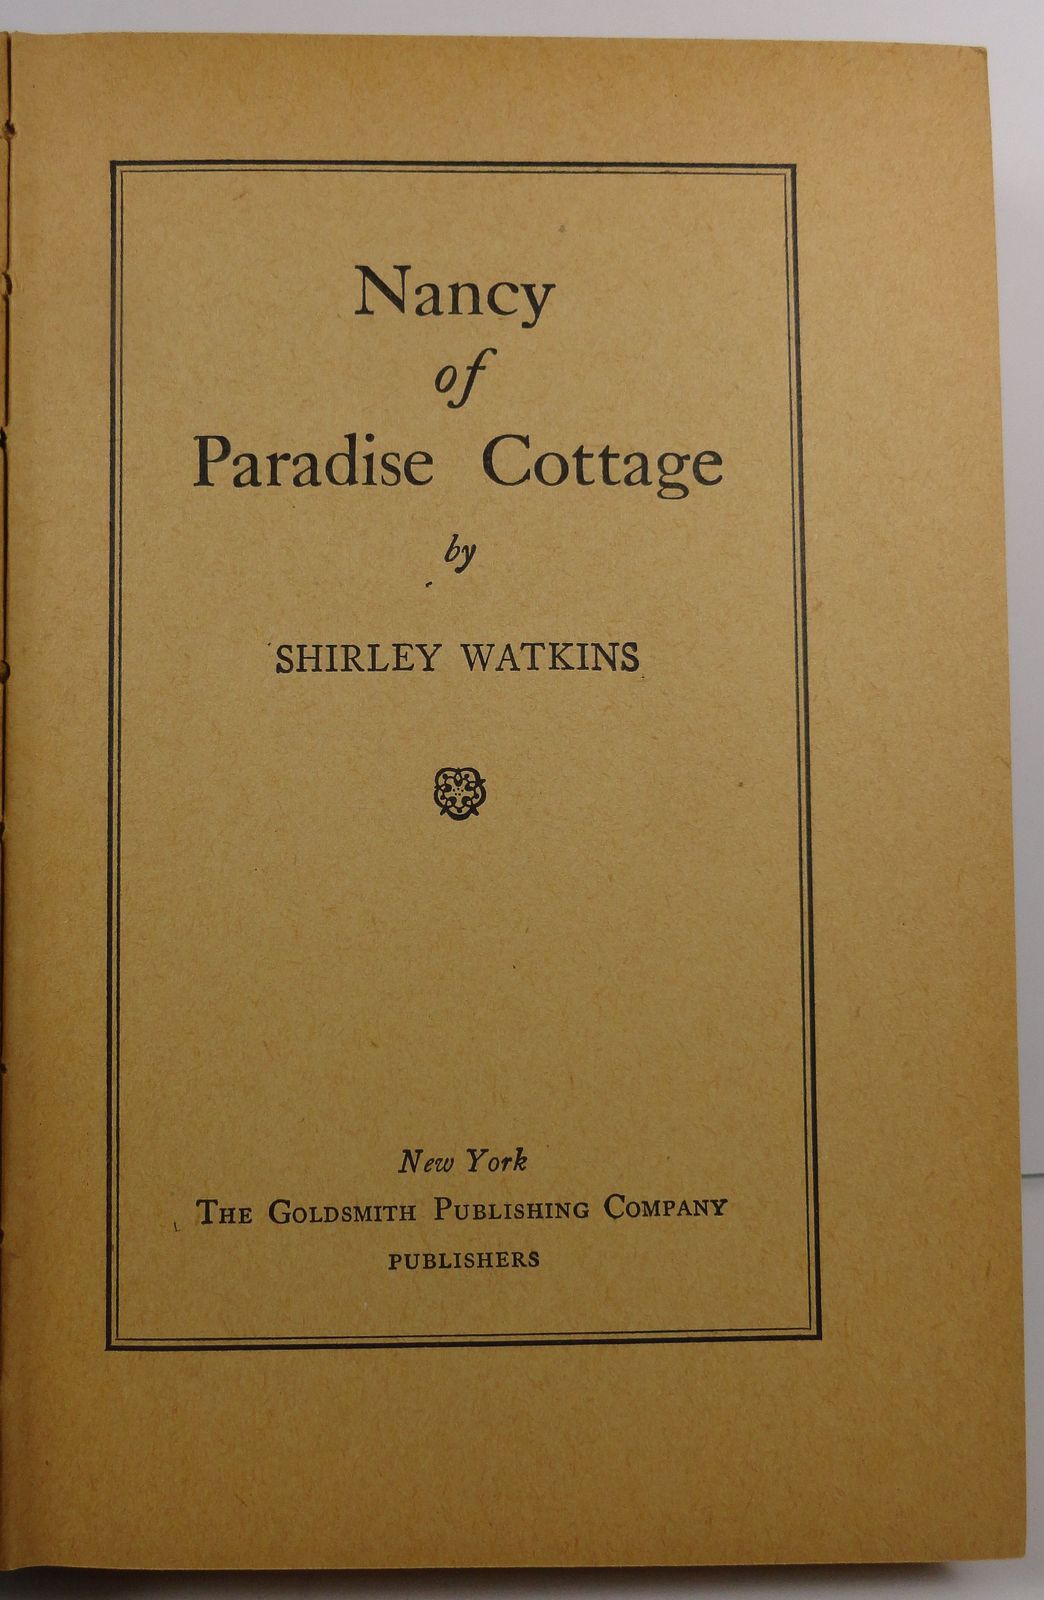 Nancy
of
Paradise Cottage
by
SHIRLEY WATKINS
New York
THE GOLDSMITH PUBLISHING COMPANY
PUBLISHERS